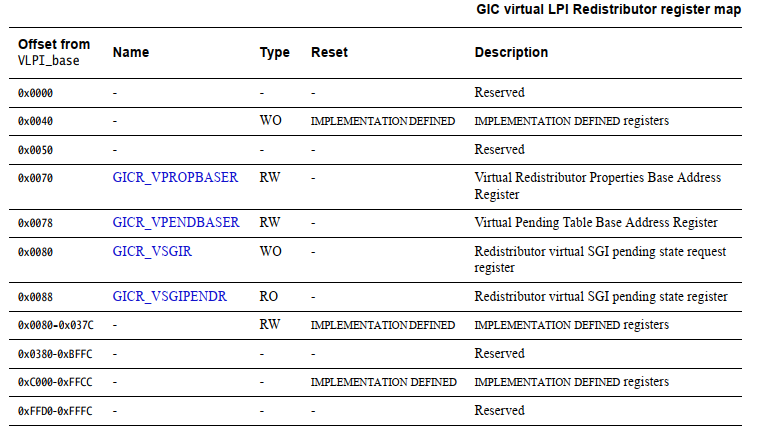 GIC virtual LPI Redistributor register map
Offset from Name Type Reset Description
VLPI_base
0x0000 - - - Reserved
0x0040 - WO IMPLEMENTATION DEFINED IMPLEMENTATION DEFINED registers
0x0050 - - - Reserved
0x0070 GICR_VPROPBASER RW - Virtual Redistributor Properties Base Address
Register
0x0078 GICR_VPENDBASER RW - Virtual Pending Table Base Address Register
0x0080 GICR_VSGIR WO - Redistributor virtual SGI pending state request
register
0x0088 GICR_VSGIPENDR RO - Redistributor virtual SGI pending state register
0x0080-0x037C - RW IMPLEMENTATION DEFINED IMPLEMENTATION DEFINED registers
0x0380-0xBFFC - - - Reserved
0xC000-0xFFCC - - IMPLEMENTATION DEFINED IMPLEMENTATION DEFINED registers
0xFFD0-0xFFFC - - - Reserved